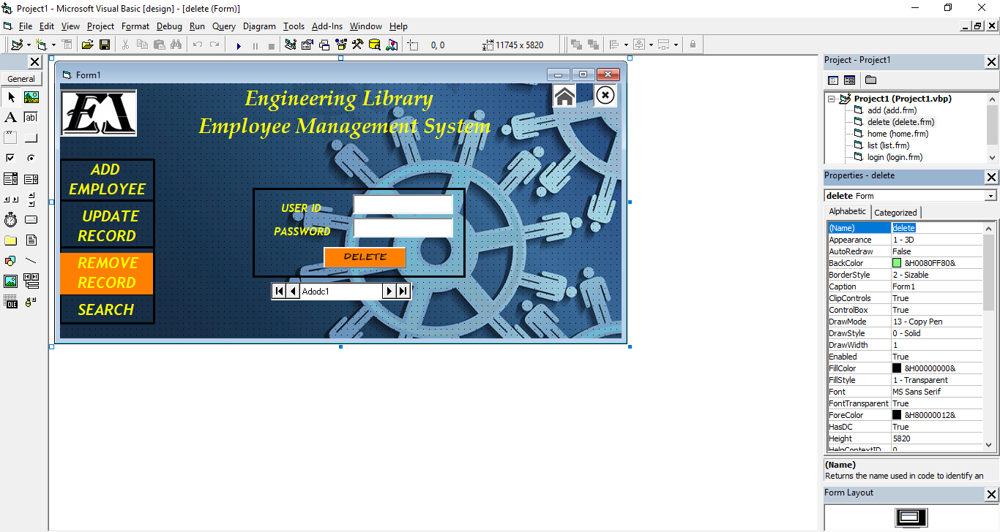 Project1 - Microsoft Visual Basic [design] - [delete (Form)]
File Edit View Project Format Debug Run Query Diagram Tools Add-Ins Window Help
0, 0
11745 x 5820
General
A
ab|
xv
OLE
Form1
EL
Engineering Library
Employee Management System
ADD
EMPLOYEE
UPDATE
RECORD
REMOVE
RECORD
SEARCH
USER ID
PASSWORD
DELETE
Adodc1
Project - Project1
Project1 (Project1.vbp)
add (add.frm)
delete (delete.frm)
home (home.frm)
list (list.frm)
login (login.frm)
Properties - delete
delete Form
Alphabetic Categorized
(Name) delete
Appearance 1 - 3D
AutoRedraw False
BackColor &H0080FF80&
BorderStyle 2 - Sizable
Caption Form1
ClipControls True
ControlBox True
DrawMode 13 - Copy Pen
DrawStyle 0 - Solid
DrawWidth 1
Enabled True
FillColor &H00000000&
FillStyle 1 - Transparent
Font MS Sans Serif
FontTransparent True
ForeColor &H80000012&
HasDC True
Height 5820
HelpContextID 0
(Name)
Returns the name used in code to identify an
Form Layout